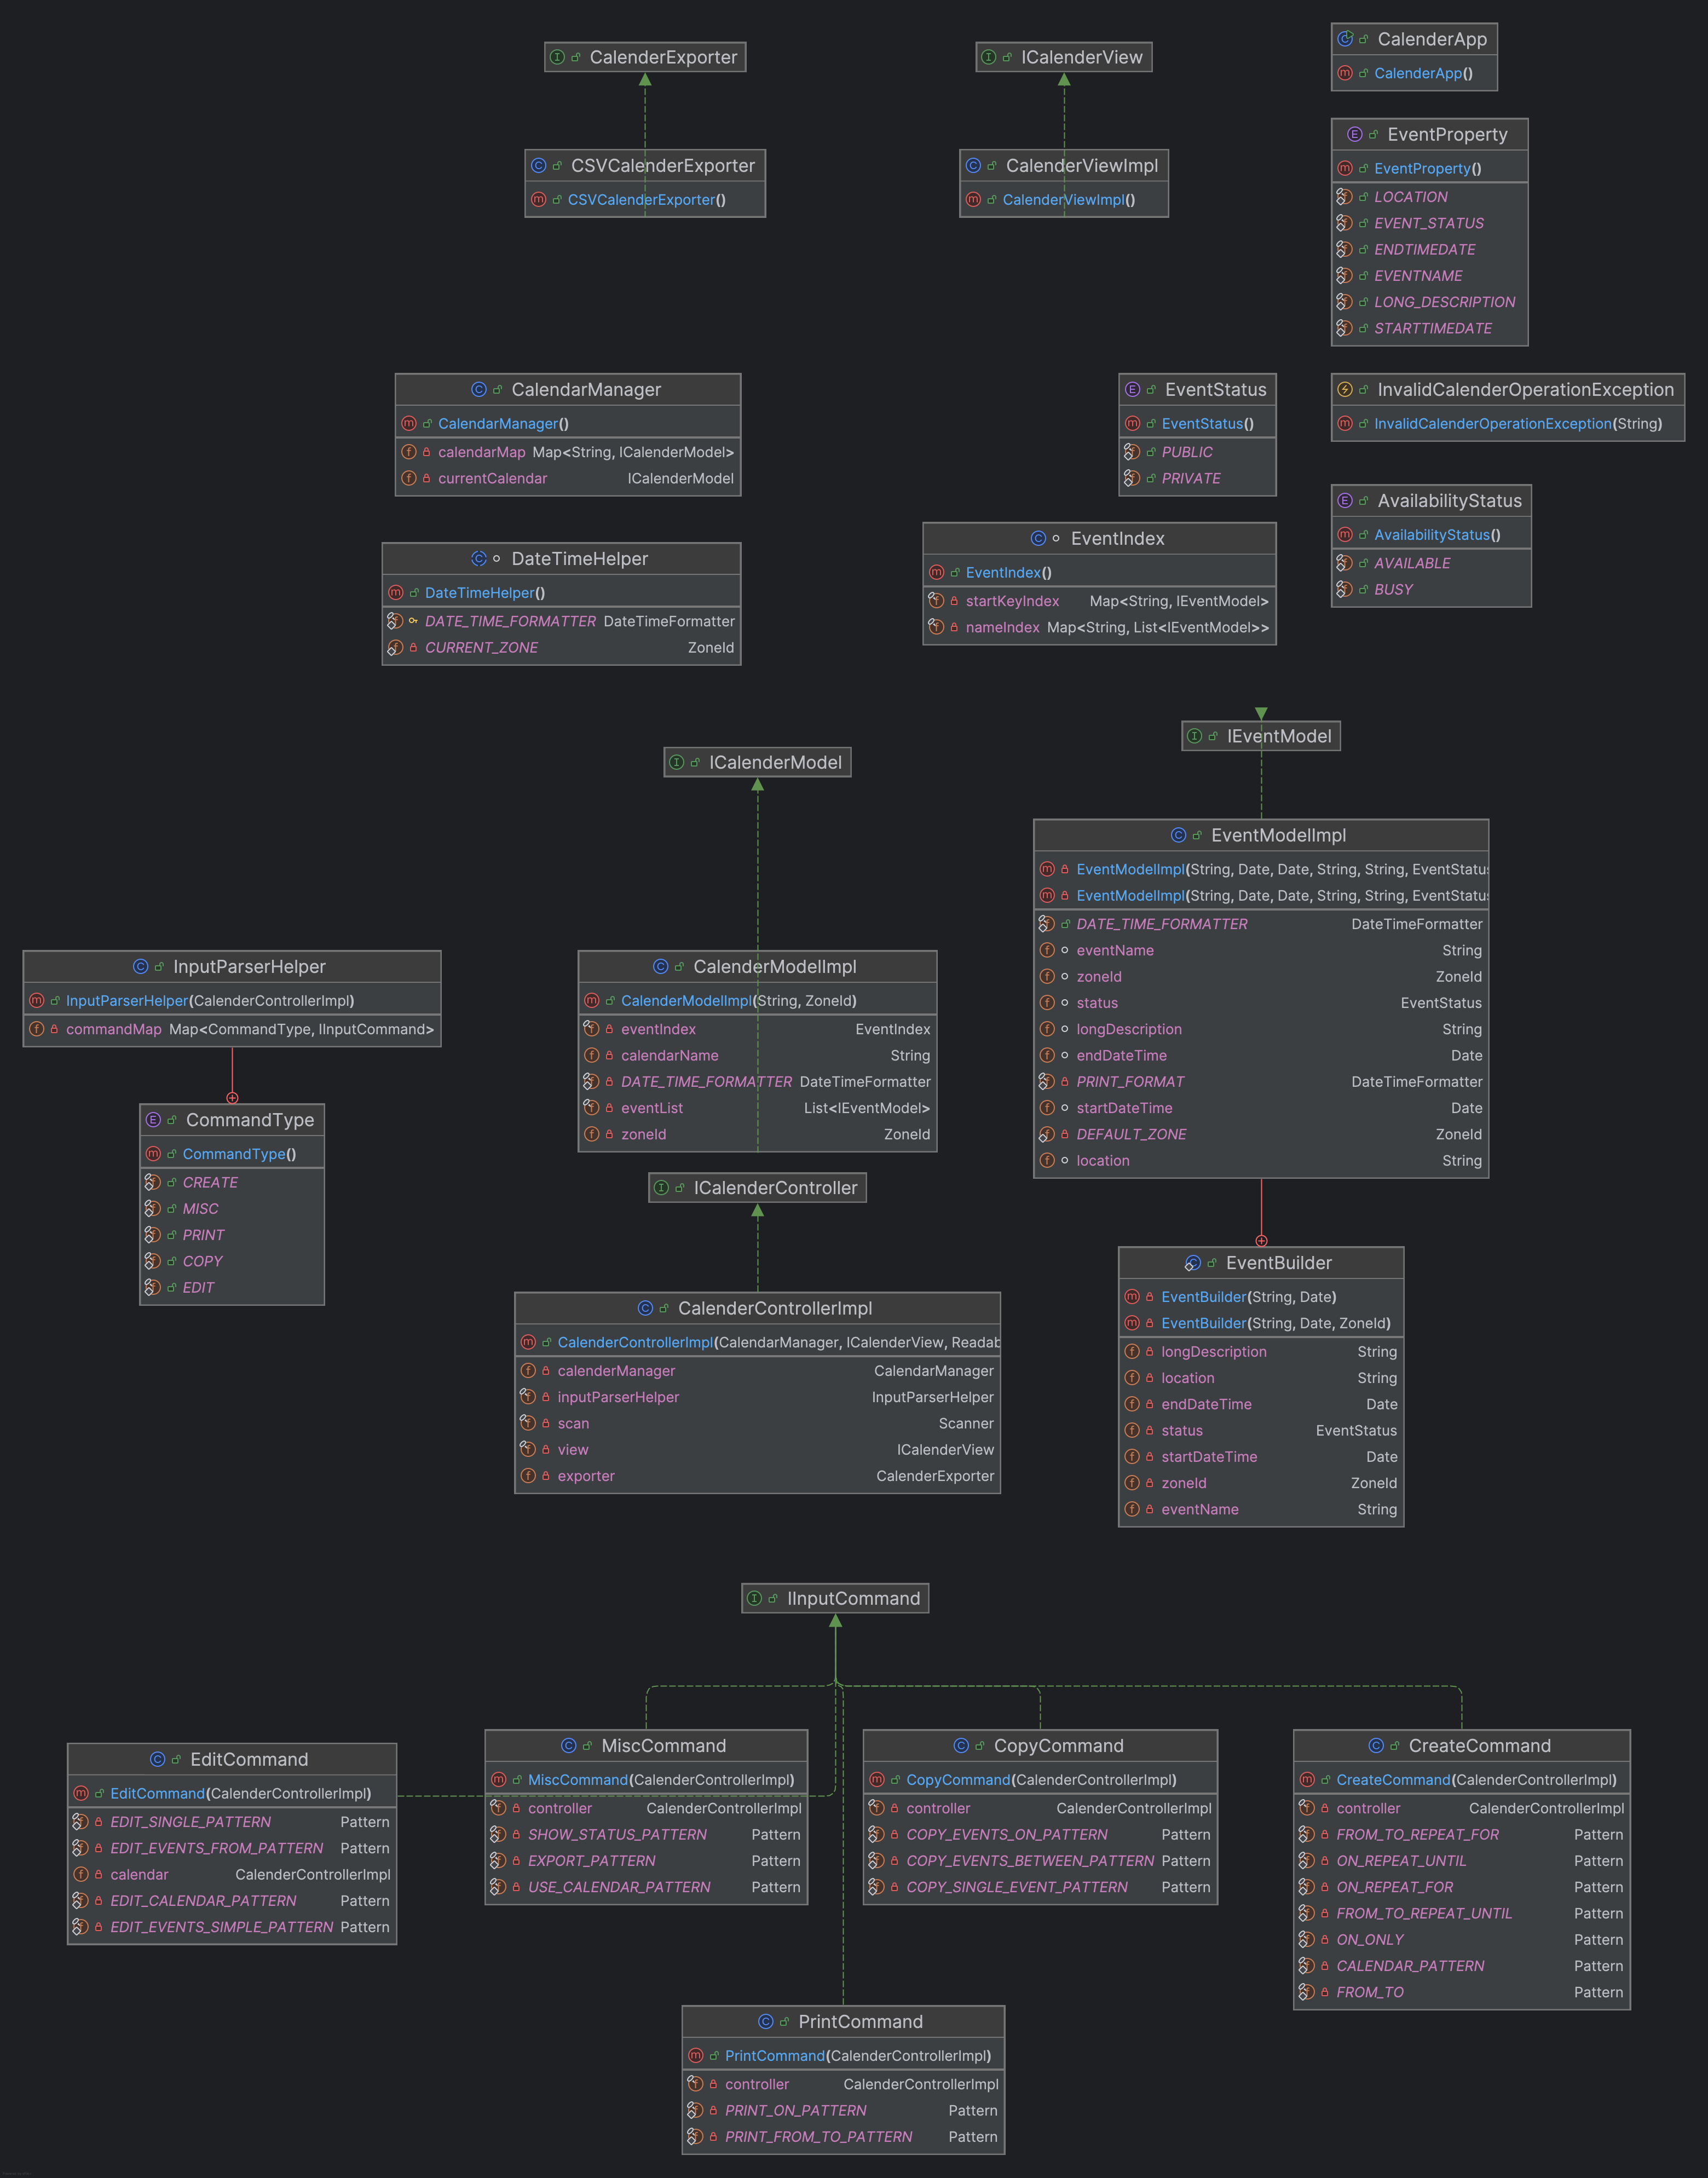 CalenderExporter
ICalenderView
CalenderApp
CalenderApp()
CSVCalenderExporter
CSVCalenderExporter()
CalenderViewImpl
CalenderViewImpl()
EventProperty
EventProperty()
LOCATION
EVENT_STATUS
ENDTIMEDATE
EVENTNAME
LONG_DESCRIPTION
STARTTIMEDATE
CalendarManager
CalendarManager()
calendarMap Map<String, ICalenderModel>
currentCalendar ICalenderModel
EventStatus
EventStatus()
PUBLIC
PRIVATE
InvalidCalenderOperationException
InvalidCalenderOperationException(String)
AvailabilityStatus
AvailabilityStatus()
AVAILABLE
BUSY
DateTimeHelper
DateTimeHelper()
DATE_TIME_FORMATTER DateTimeFormatter
CURRENT_ZONE ZoneId
EventIndex
EventIndex()
startKeyIndex Map<String, IEventModel>
nameIndex Map<String, List<IEventModel>>
ICalenderModel
IEventModel
EventModelImpl
EventModelImpl(String, Date, Date, String, String, EventStatus
EventModelImpl(String, Date, Date, String, String, EventStatus
DATE_TIME_FORMATTER DateTimeFormatter
eventName String
zoneId ZoneId
status EventStatus
longDescription String
endDateTime Date
PRINT_FORMAT DateTimeFormatter
startDateTime Date
DEFAULT_ZONE ZoneId
location String
InputParserHelper
InputParserHelper(CalenderControllerImpl)
commandMap Map<CommandType, IInputCommand>
CalenderModelImpl
CalenderModelImpl(String, ZoneId)
eventIndex EventIndex
calendarName String
DATE_TIME_FORMATTER DateTimeFormatter
eventList List<IEventModel>
zoneId ZoneId
CommandType
CommandType()
CREATE
MISC
PRINT
COPY
EDIT
ICalenderController
CalenderControllerImpl
CalenderControllerImpl(CalendarManager, ICalenderView, Readab
calenderManager CalendarManager
inputParserHelper InputParserHelper
scan Scanner
view ICalenderView
exporter CalenderExporter
EventBuilder
EventBuilder(String, Date)
EventBuilder(String, Date, ZoneId)
longDescription String
location String
endDateTime Date
status EventStatus
startDateTime Date
zoneId ZoneId
eventName String
IInputCommand
EditCommand
EditCommand(CalenderControllerImpl)
EDIT_SINGLE_PATTERN Pattern
EDIT_EVENTS_FROM_PATTERN Pattern
calendar CalenderControllerImpl
EDIT_CALENDAR_PATTERN Pattern
EDIT_EVENTS_SIMPLE_PATTERN Pattern
MiscCommand
MiscCommand(CalenderControllerImpl)
controller CalenderControllerImpl
SHOW_STATUS_PATTERN Pattern
EXPORT_PATTERN Pattern
USE_CALENDAR_PATTERN Pattern
CopyCommand
CopyCommand(CalenderControllerImpl)
controller CalenderControllerImpl
COPY_EVENTS_ON_PATTERN Pattern
COPY_EVENTS_BETWEEN_PATTERN Pattern
COPY_SINGLE_EVENT_PATTERN Pattern
CreateCommand
CreateCommand(CalenderControllerImpl)
controller CalenderControllerImpl
FROM_TO_REPEAT_FOR Pattern
ON_REPEAT_UNTIL Pattern
ON_REPEAT_FOR Pattern
FROM_TO_REPEAT_UNTIL Pattern
ON_ONLY Pattern
CALENDAR_PATTERN Pattern
FROM_TO Pattern
PrintCommand
PrintCommand(CalenderControllerImpl)
controller CalenderControllerImpl
PRINT_ON_PATTERN Pattern
PRINT_FROM_TO_PATTERN Pattern